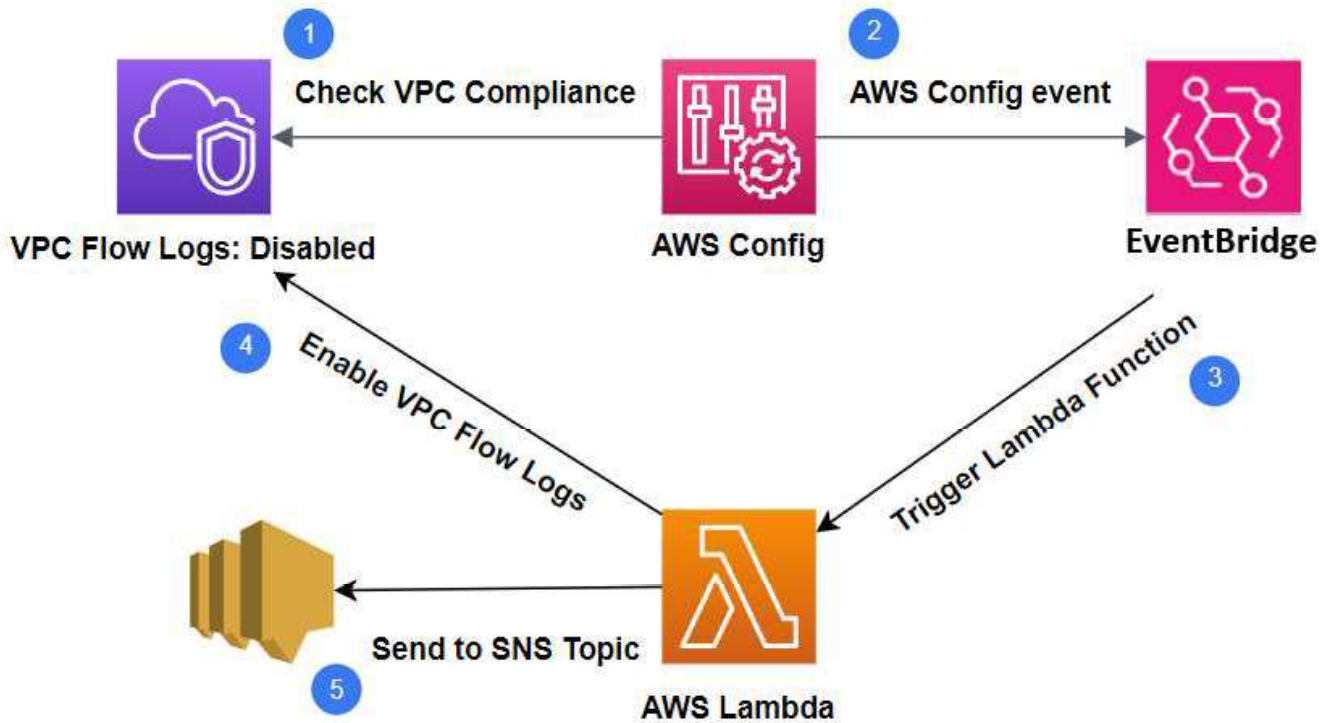 1
2
Check VPC Compliance
AWS Config event
VPC Flow Logs: Disabled
AWS Config
EventBridge
4
Enable VPC Flow Logs
Trigger Lambda Function
3
Send to SNS Topic
5
AWS Lambda